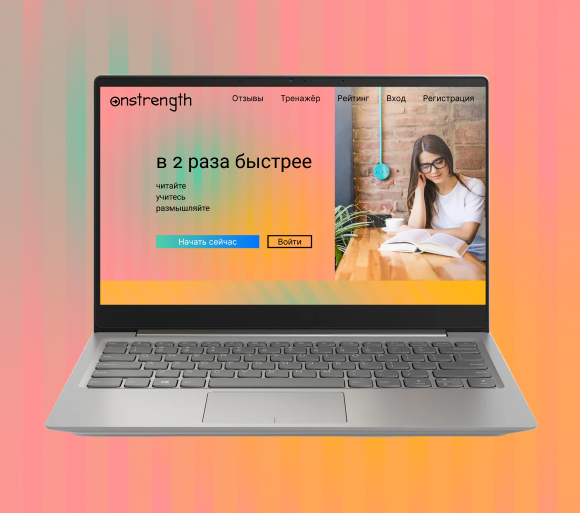 onstrength
Отзывы Тренажёр Рейтинг Вход Регистрация
в 2 раза быстрее
читайте
учитесь
размышляйте
Начать сейчас Войти